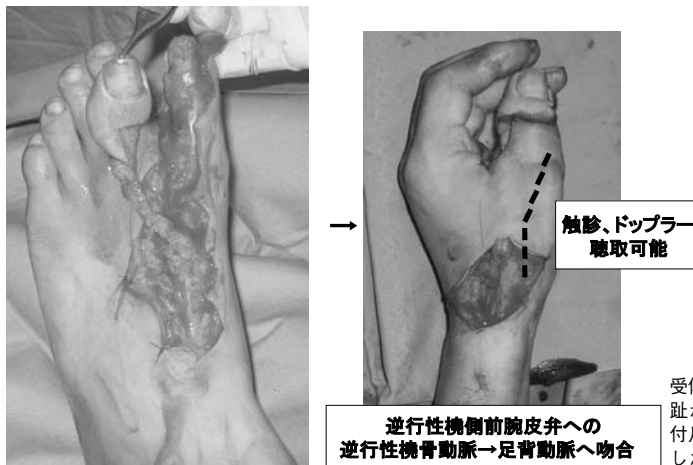 触診、ドップラー
聴取可能
逆行性橈側前腕皮弁への
逆行性橈骨動脈→足背動脈へ吻合
受
趾
付
し